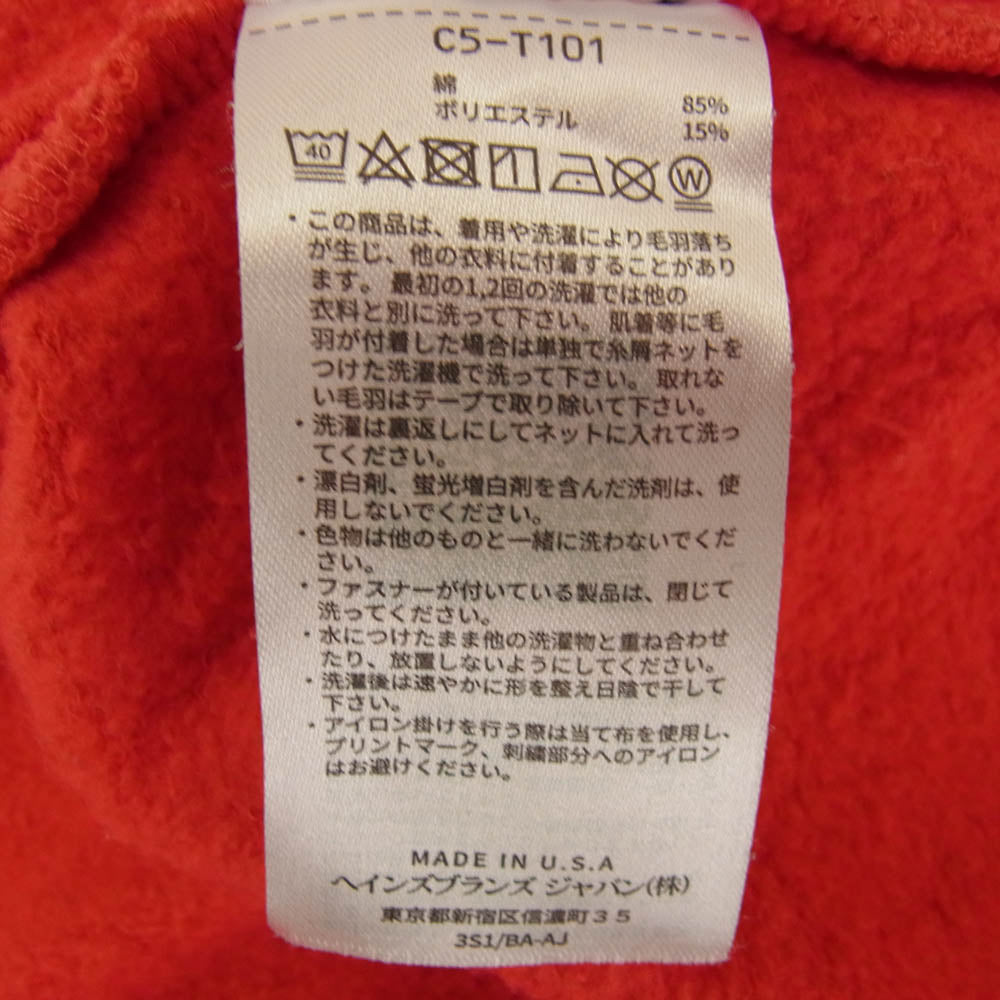 C5-T101
綿 85%
ポリエステル 15%
40
W
・この商品は、着用や洗濯により毛羽落ち
が生じ、他の衣料に付着することがあり
ます。最初の1,2回の洗濯では他の
衣料と別に洗って下さい。肌着等に毛
羽が付着した場合は単独で糸屑ネットを
つけた洗濯機で洗って下さい。取れな
い毛羽はテープで取り除いて下さい。
・洗濯は裏返しにしてネットに入れて洗っ
てください。
・漂白剤、蛍光増白剤を含んだ洗剤は、使
用しないでください。
・色物は他のものと一緒に洗わないでくだ
さい。
・ファスナーが付いている製品は、閉じて
洗ってください。
・水につけたまま他の洗濯物と重ね合わせ
たり、放置しないようにしてください。
・洗濯後は速やかに形を整え日陰で干して
下さい。
・アイロン掛けを行う際は当て布を使用し、
プリントマーク、刺繍部分へのアイロン
はお避けください。
MADE IN U.S.A
ヘインズブランズ ジャパン(株)
東京都新宿区信濃町35
3S1/BA-AJ